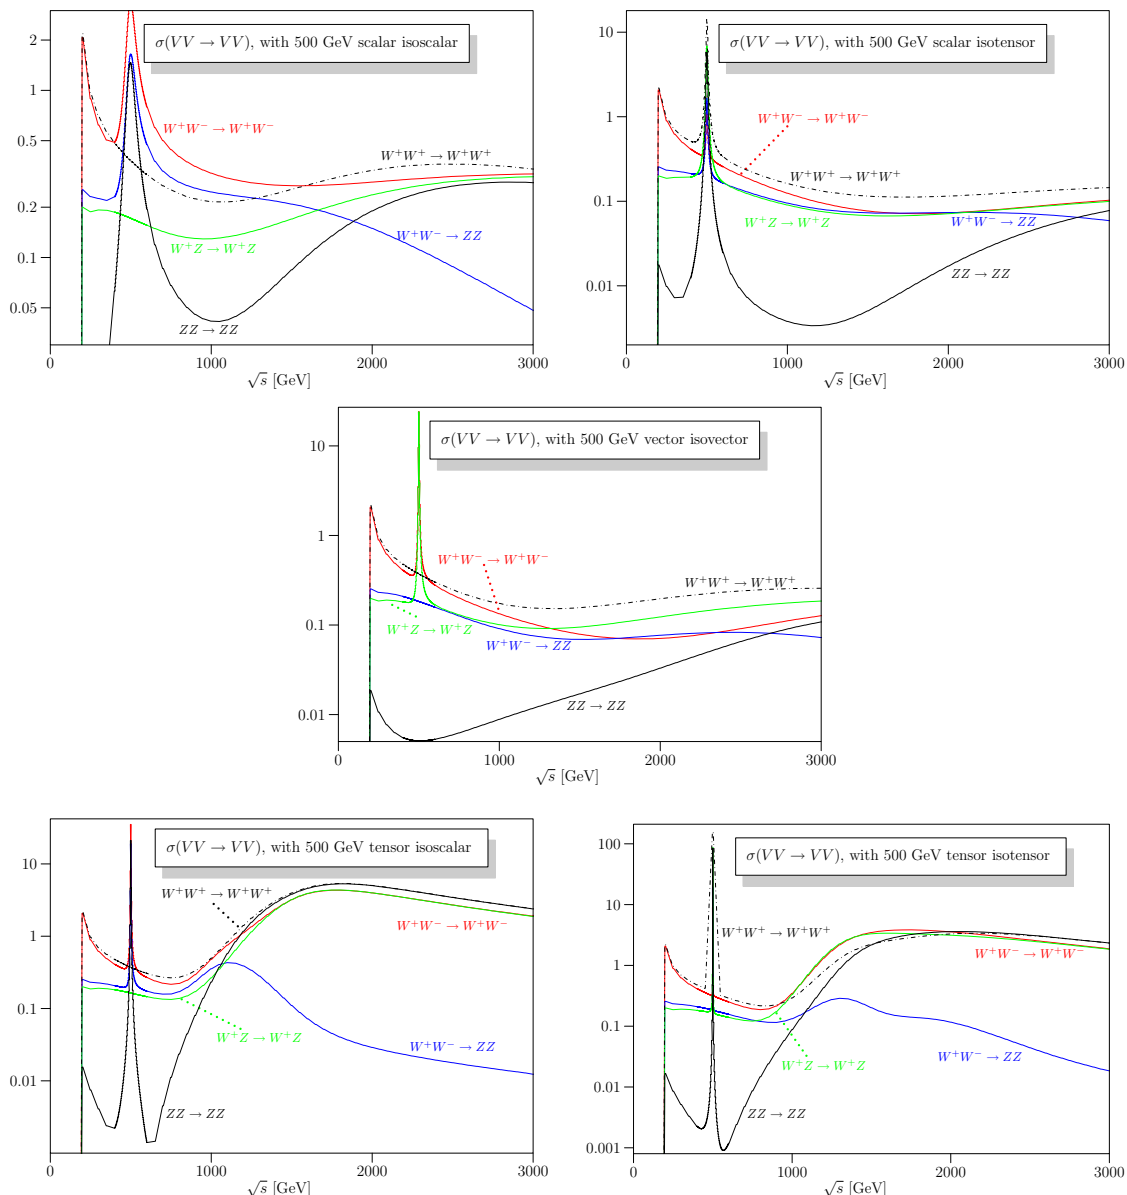 σ(VV → VV), with 500 GeV scalar isoscalar
2
1
0.5
0.2
0.1
0.05
W⁺W⁻ → W⁺W⁻
W⁺W⁺ → W⁺W⁺
W⁺W⁻ → ZZ
W⁺Z → W⁺Z
ZZ → ZZ
0 1000 2000 3000
√s [GeV]
σ(VV → VV), with 500 GeV scalar isotensor
10
1
0.1
0.01
W⁺W⁻ → W⁺W⁻
W⁺W⁺ → W⁺W⁺
W⁺Z → W⁺Z
W⁺W⁻ → ZZ
ZZ → ZZ
0 1000 2000 3000
√s [GeV]
σ(VV → VV), with 500 GeV vector isovector
10
1
0.1
0.01
W⁺W⁻ → W⁺W⁻
W⁺W⁺ → W⁺W⁺
W⁺Z → W⁺Z
W⁺W⁻ → ZZ
ZZ → ZZ
0 1000 2000 3000
√s [GeV]
σ(VV → VV), with 500 GeV tensor isoscalar
10
1
0.1
0.01
W⁺W⁺ → W⁺W⁺
W⁺W⁻ → W⁺W⁻
W⁺Z → W⁺Z
W⁺W⁻ → ZZ
ZZ → ZZ
0 1000 2000 3000
√s [GeV]
σ(VV → VV), with 500 GeV tensor isotensor
100
10
1
0.1
0.01
0.001
W⁺W⁺ → W⁺W⁺
W⁺W⁻ → W⁺W⁻
W⁺W⁻ → ZZ
W⁺Z → W⁺Z
ZZ → ZZ
0 1000 2000 3000
√s [GeV]